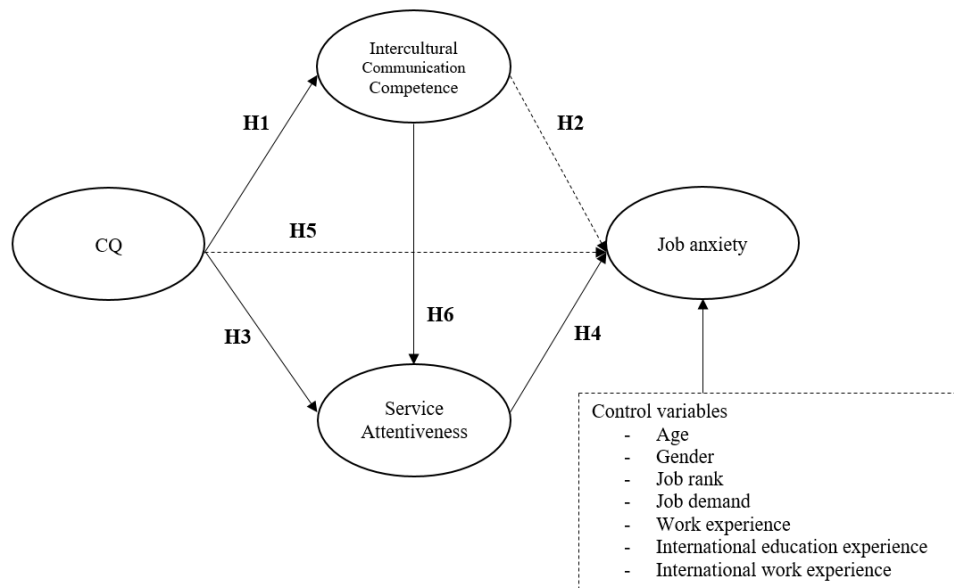 Intercultural
Communication
Competence
H1
H2
CQ
H5
Job anxiety
H3
H6
H4
Service
Attentiveness
Control variables
- Age
- Gender
- Job rank
- Job demand
- Work experience
- International education experience
- International work experience